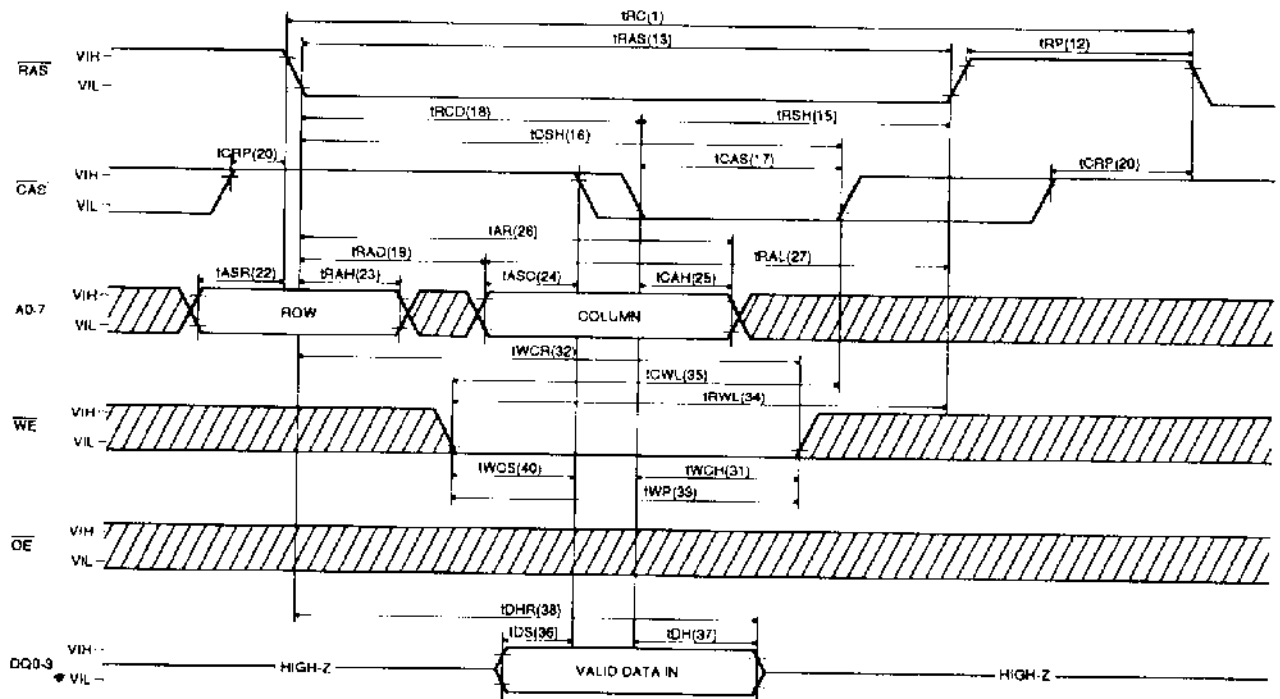 tRC(1)
tRAS(13)
tRP(12)
RAS
VIH
VIL
tRCD(18)
tRSH(15)
tCSH(16)
tCRP(20)
tCAS(17)
tCRP(20)
CAS
VIH
VIL
tAR(26)
tRAD(19)
tRAL(27)
tASR(22)
tRAH(23)
tASC(24)
tCAH(25)
A0-7
VIH
VIL
ROW
COLUMN
tWCR(32)
tCWL(35)
tRWL(34)
WE
VIH
VIL
tWCS(40)
tWCH(31)
tWP(33)
OE
VIH
VIL
tDHR(38)
tDS(36)
tDH(37)
DQ0-3
VIH
VIL
HIGH-Z
VALID DATA IN
HIGH-Z